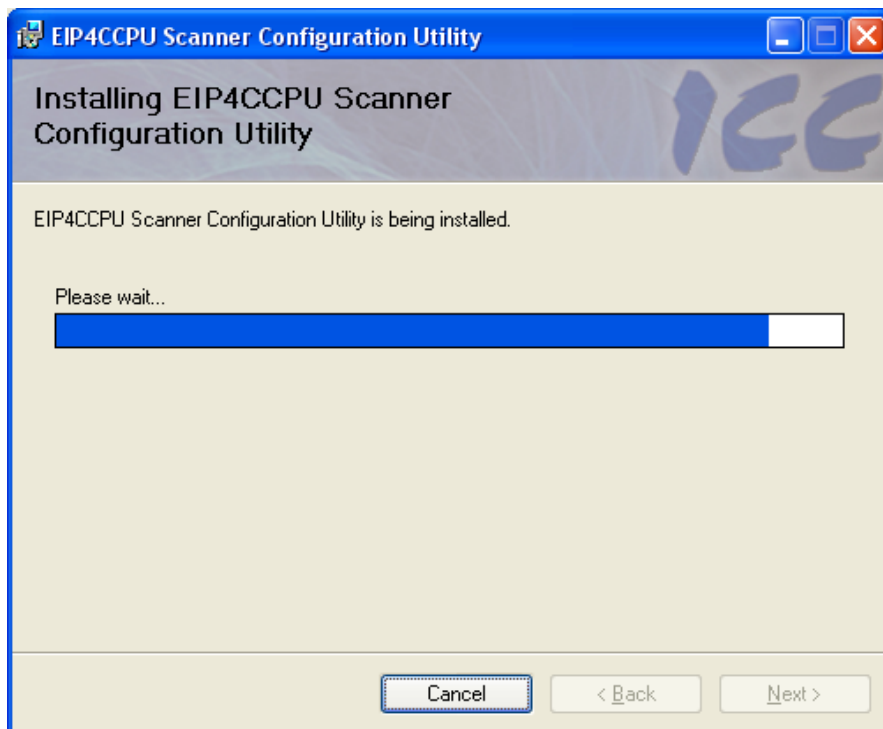 EIP4CCPU Scanner Configuration Utility
Installing EIP4CCPU Scanner
Configuration Utility
ICC
EIP4CCPU Scanner Configuration Utility is being installed.
Please wait...
Cancel
< Back
Next >